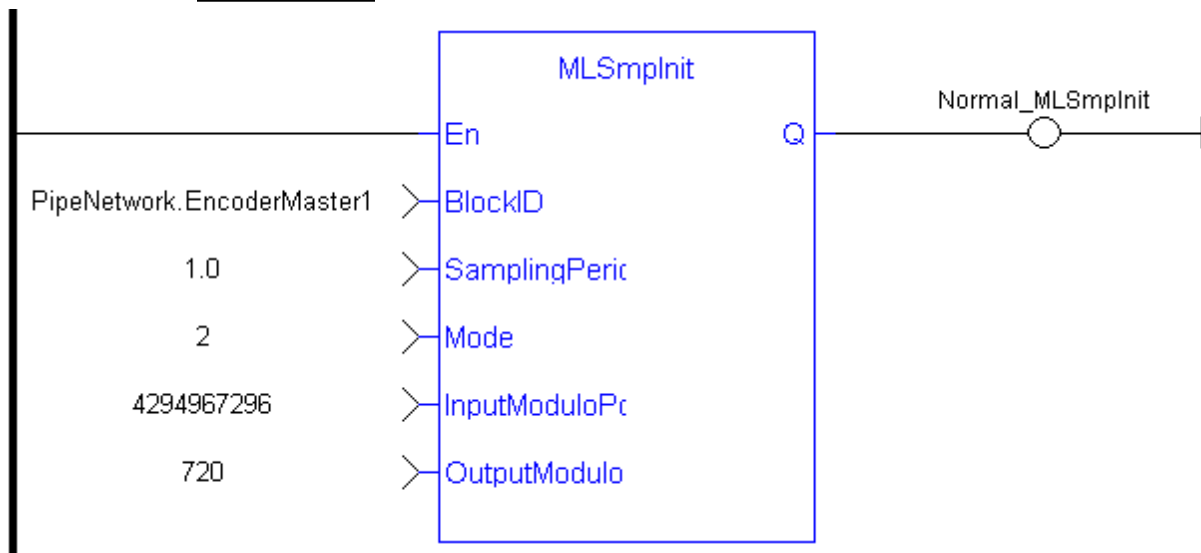 MLSmpInit
Normal_MLSmpInit
En
Q
PipeNetwork.EncoderMaster1
BlockID
1.0
SamplingPeric
2
Mode
4294967296
InputModuloPc
720
OutputModulo